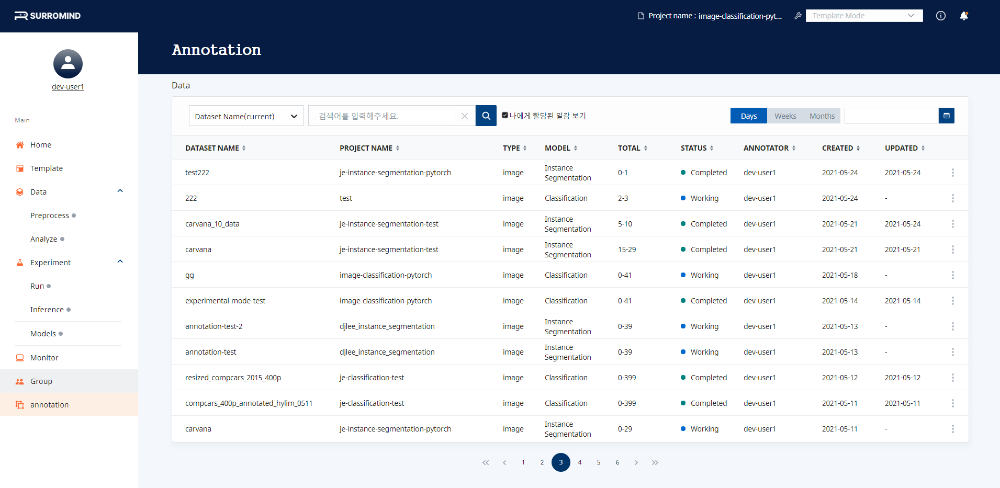 SURROMIND
Project name : image-classification-pyt...
Template Mode
Annotation
dev-user1
Main
Home
Template
Data
Preprocess
Analyze
Experiment
Run
Inference
Models
Monitor
Group
annotation
Data
Dataset Name(current)
검색어를 입력해주세요.
나에게 할당된 일감 보기
Days Weeks Months
DATASET NAME PROJECT NAME TYPE MODEL TOTAL STATUS ANNOTATOR CREATED UPDATED
test222 je-instance-segmentation-pytorch image Instance Segmentation 0-1 Completed dev-user1 2021-05-24 2021-05-24
222 test image Classification 2-3 Working dev-user1 2021-05-24 -
carvana_10_data je-instance-segmentation-test image Instance Segmentation 5-10 Completed dev-user1 2021-05-21 2021-05-24
carvana je-instance-segmentation-test image Instance Segmentation 15-29 Completed dev-user1 2021-05-21 2021-05-21
gg image-classification-pytorch image Classification 0-41 Working dev-user1 2021-05-18 -
experimental-mode-test image-classification-pytorch image Classification 0-41 Completed dev-user1 2021-05-14 2021-05-14
annotation-test-2 djlee_instance_segmentation image Instance Segmentation 0-39 Working dev-user1 2021-05-13 -
annotation-test djlee_instance_segmentation image Instance Segmentation 0-39 Working dev-user1 2021-05-13 -
resized_compcars_2015_400p je-classification-test image Classification 0-399 Completed dev-user1 2021-05-12 2021-05-12
compcars_400p_annotated_hylim_0511 je-classification-test image Classification 0-399 Completed dev-user1 2021-05-11 2021-05-11
carvana je-instance-segmentation-pytorch image Instance Segmentation 0-29 Working dev-user1 2021-05-11 -
1 2 3 4 5 6